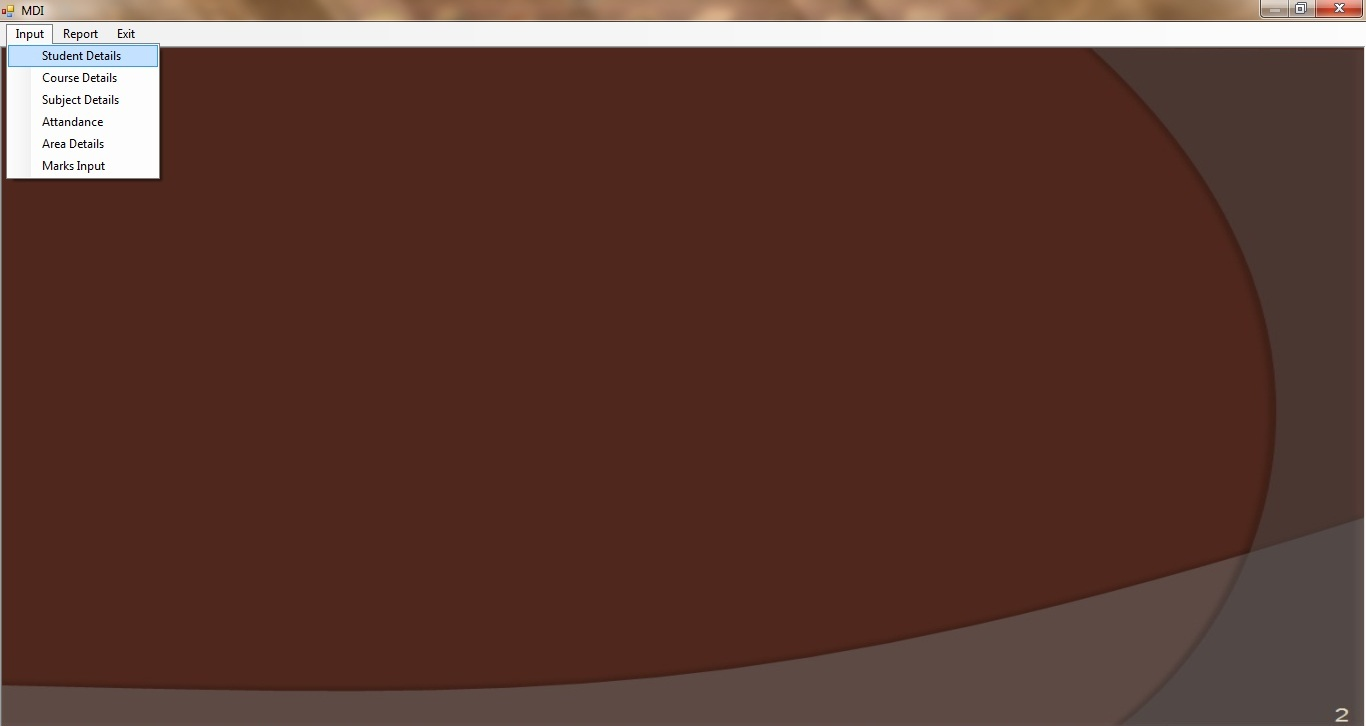 MDI
Input Report Exit
Student Details
Course Details
Subject Details
Attandance
Area Details
Marks Input
2